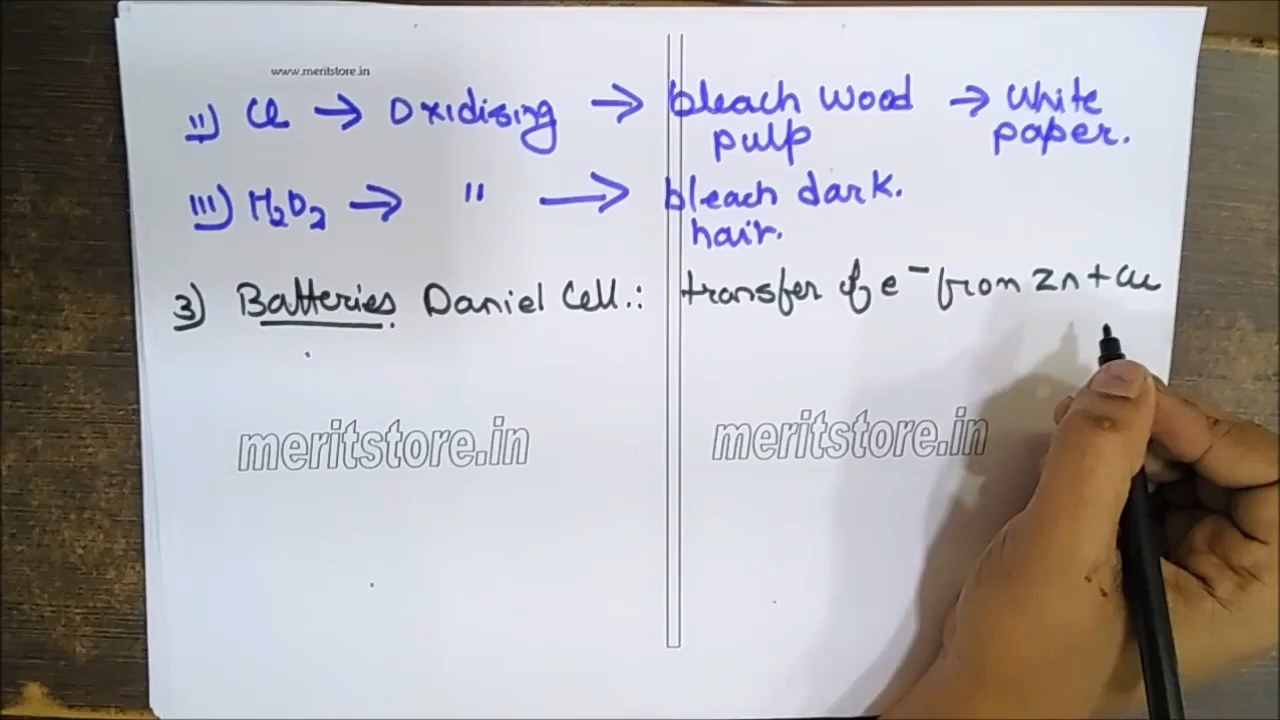 www.meritstore.in
ii) Cl → Oxidising → bleach wood → White
pulp paper.
iii) H2O2 → " → bleach dark.
hair.
3) Batteries. Daniel Cell.: transfer of e⁻ from Zn + Cu
meritstore.in meritstore.in